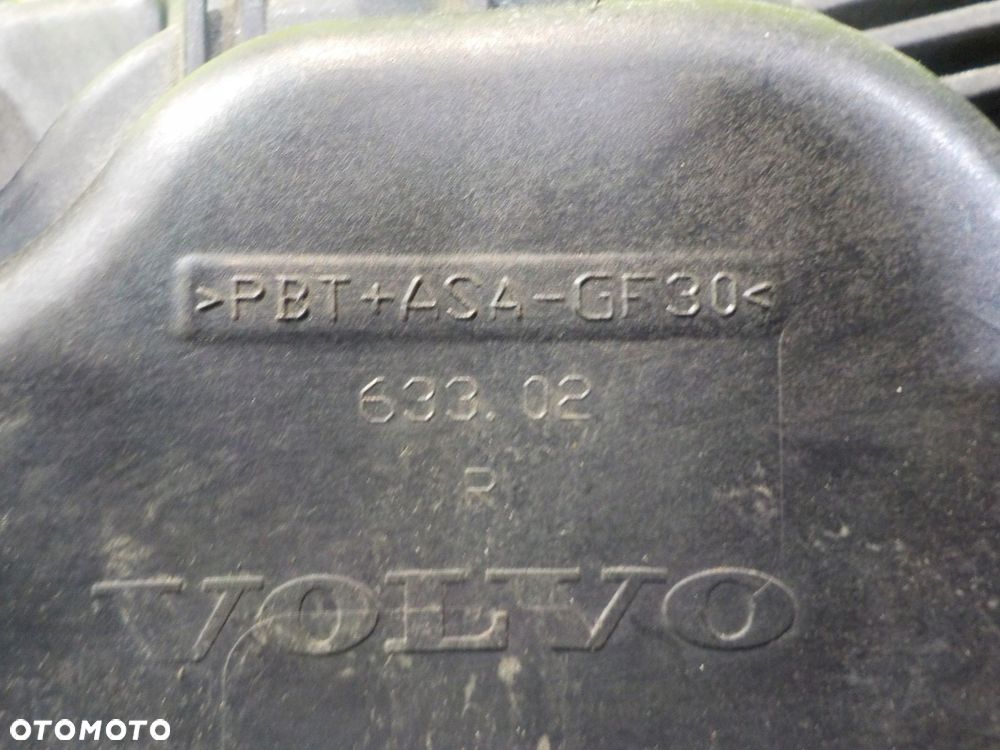 >PBT+ASA-GF30<
633.02
R
VOLVO
OTOMOTO